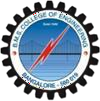 B.M.S. COLLEGE OF ENGINEERING
BANGALORE - 560 019